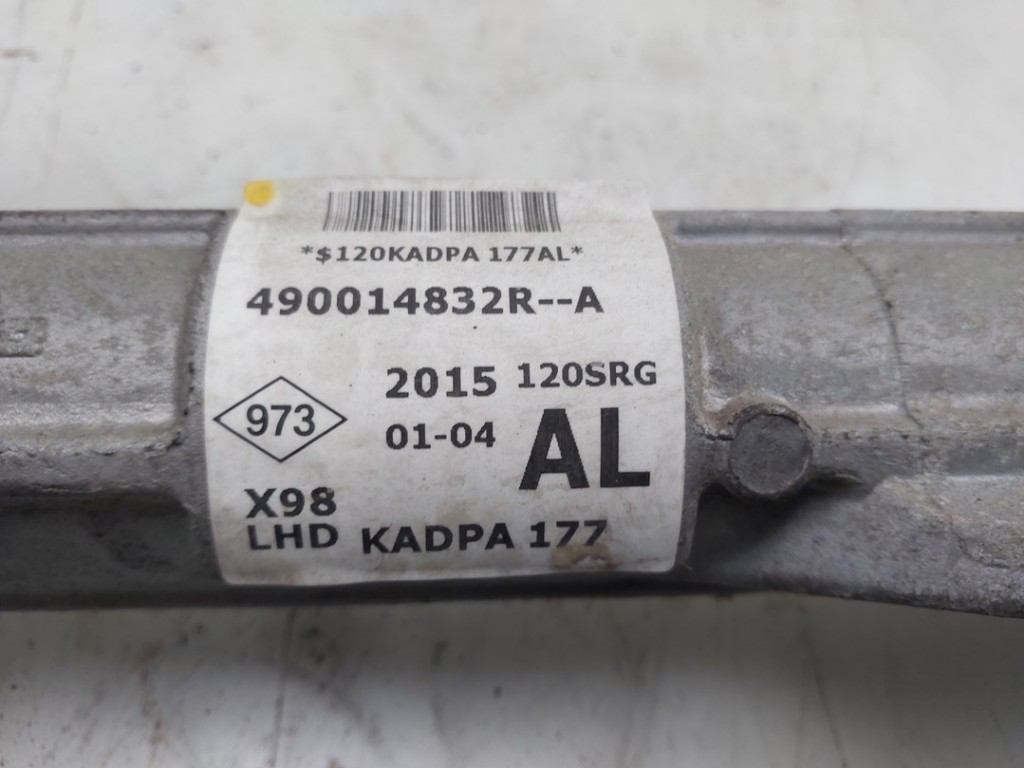 *$120KADPA 177AL*
490014832R--A
2015 120SRG
973
01-04
AL
X98
LHD KADPA 177